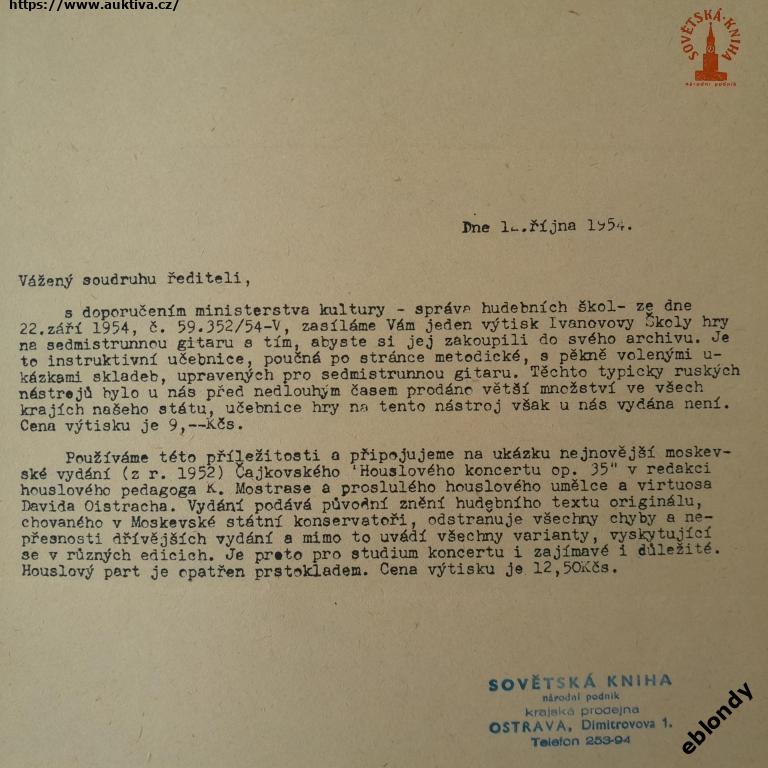 https://www.auktiva.cz/
SOVĚTSKÁ·KNIHA
národní podnik
Dne 12.října 1954.
Vážený soudruhu řediteli,
s doporučením ministerstva kultury - správa hudebních škol- ze dne
22.září 1954, č. 59.352/54-V, zasíláme Vám jeden výtisk Ivanovovy Školy hry
na sedmistrunnou gitaru s tím, abyste si jej zakoupili do svého archivu. Je
to instruktivní učebnice, poučná po stránce metodické, s pěkně volenými u-
kázkami skladeb, upravených pro sedmistrunnou gitaru. Těchto typicky ruských
nástrojů bylo u nás před nedlouhým časem prodáno větší množství ve všech
krajích našeho státu, učebnice hry na tento nástroj však u nás vydána není.
Cena výtisku je 9,--Kčs.
Používáme této příležitosti a připojujeme na ukázku nejnovější moskev-
ské vydání (z r. 1952) Čajkovského 'Houslového koncertu op. 35" v redakci
houslového pedagoga K. Mostrase a proslulého houslového umělce a virtuosa
Davida Oistracha. Vydání podává původní znění hudebního textu originálu,
chovaného v Moskevské státní konservatoři, odstraňuje všechny chyby a ne-
přesnosti dřívějších vydání a mimo to uvádí všechny varianty, vyskytující
se v různých edicích. Je proto pro studium koncertu i zajímavé i důležité.
Houslový part je opatřen prstokladem. Cena výtisku je 12,50Kčs.
SOVĚTSKÁ KNIHA
národní podnik
krajská prodejna
OSTRAVA, Dimitrovova 1.
Telefon 253-94
eblondy